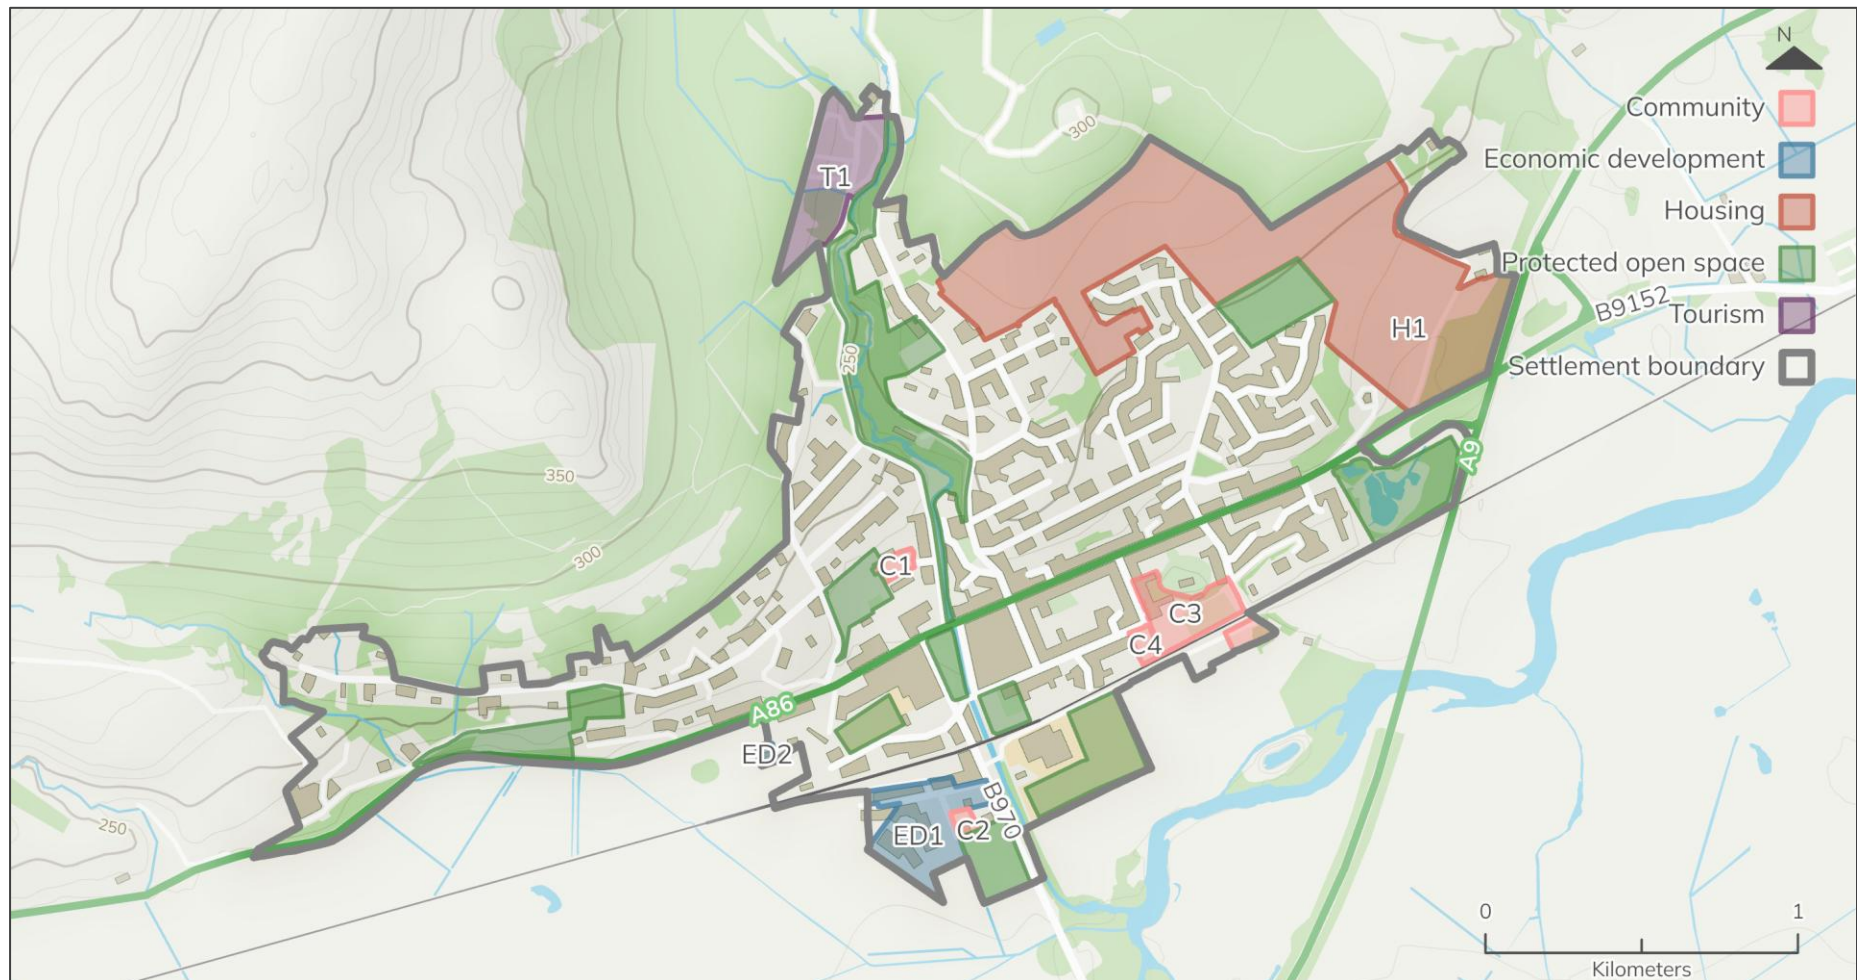 N
Community
Economic development
Housing
Protected open space
Tourism
Settlement boundary
300
T1
B9152
H1
250
A9
350
300
C1
C3
C4
A86
ED2
B970
250
ED1
C2
0 1
Kilometers